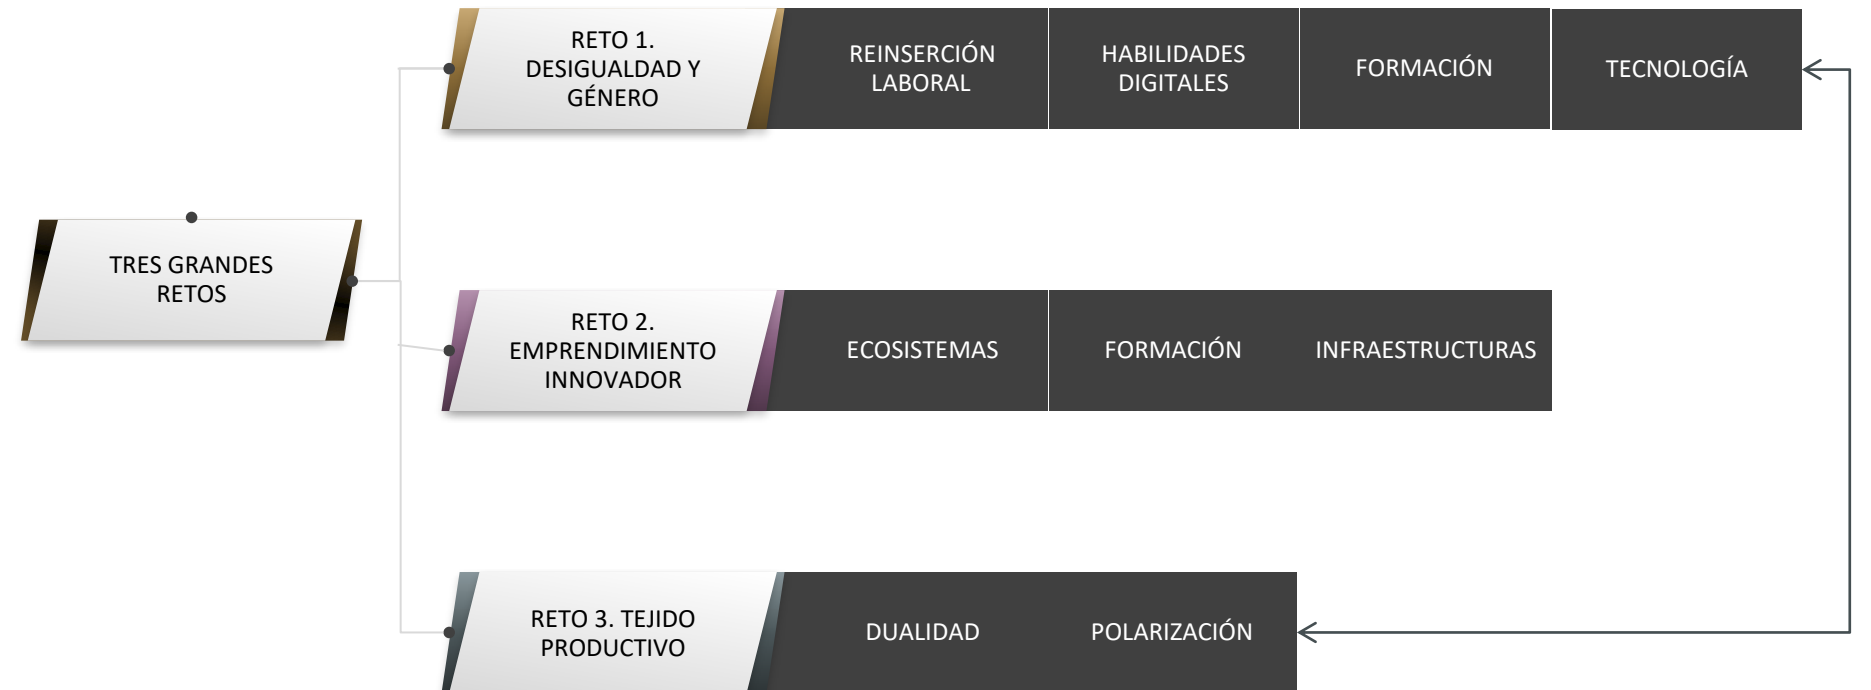 TRES GRANDES
RETOS
RETO 1.
DESIGUALDAD Y
GÉNERO
REINSERCIÓN
LABORAL
HABILIDADES
DIGITALES
FORMACIÓN
TECNOLOGÍA
RETO 2.
EMPRENDIMIENTO
INNOVADOR
ECOSISTEMAS
FORMACIÓN
INFRAESTRUCTURAS
RETO 3. TEJIDO
PRODUCTIVO
DUALIDAD
POLARIZACIÓN